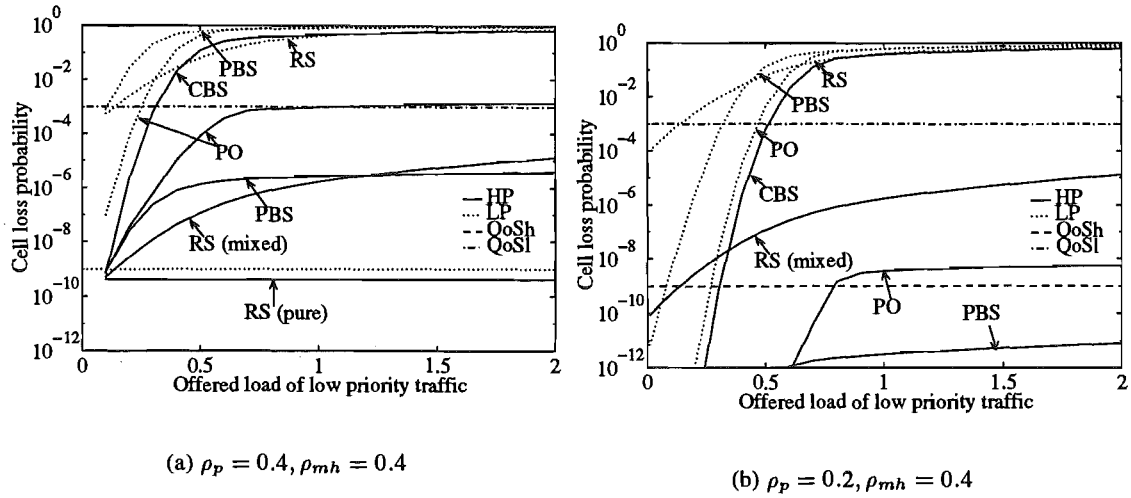 Cell loss probability
10^0
10^-2
10^-4
10^-6
10^-8
10^-10
10^-12
0
0.5
1
1.5
2
Offered load of low priority traffic
PBS
RS
CBS
PO
PBS
RS (mixed)
RS (pure)
HP
LP
QoSh
QoSl
(a) ρ_p = 0.4, ρ_mh = 0.4
Cell loss probability
10^0
10^-2
10^-4
10^-6
10^-8
10^-10
10^-12
0
0.5
1
1.5
2
Offered load of low priority traffic
RS
PBS
PO
CBS
RS (mixed)
PO
PBS
HP
LP
QoSh
QoSl
(b) ρ_p = 0.2, ρ_mh = 0.4